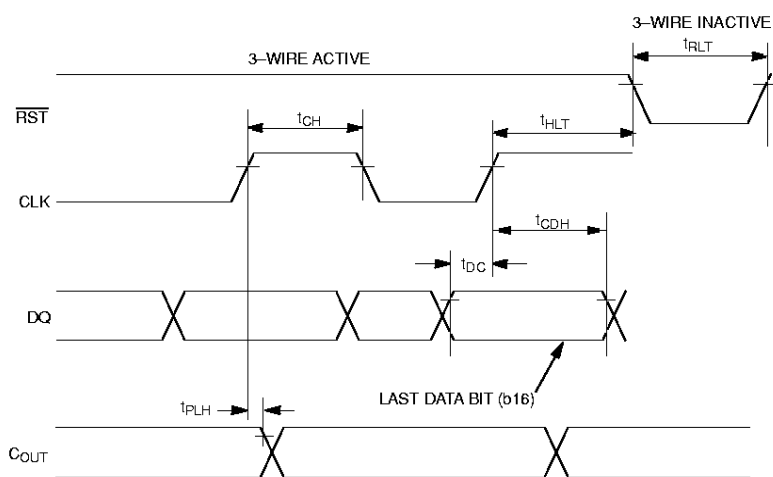 3–WIRE INACTIVE
tRLT
3–WIRE ACTIVE
RST
tCH
tHLT
CLK
tCDH
tDC
DQ
LAST DATA BIT (b16)
tPLH
COUT